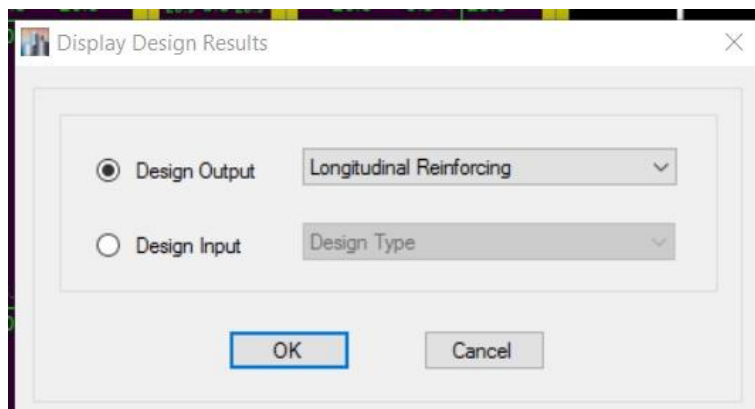 Display Design Results
Design Output Longitudinal Reinforcing
Design Input Design Type
OK Cancel